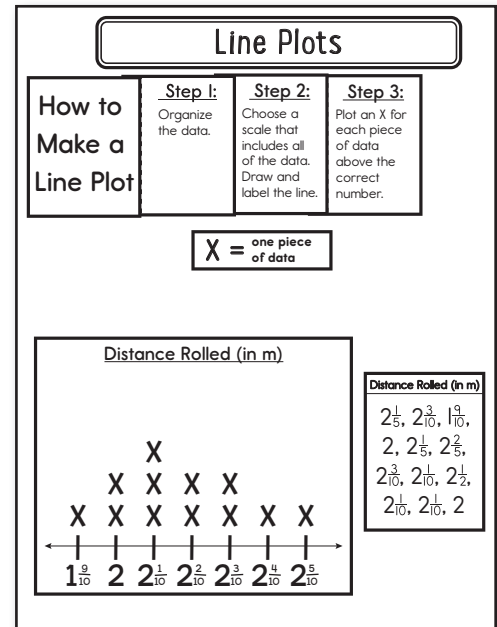 Line Plots
How to
Make a
Line Plot
Step 1:
Organize
the data.
Step 2:
Choose a
scale that
includes all
of the data.
Draw and
label the line.
Step 3:
Plot an X for
each piece
of data
above the
correct
number.
X = one piece
of data
Distance Rolled (in m)
X
X X X X
X X X X X X X
1 9/10 2 2 1/10 2 2/10 2 3/10 2 4/10 2 5/10
Distance Rolled (in m)
2 1/5, 2 3/10, 1 9/10,
2, 2 1/5, 2 2/5,
2 3/10, 2 1/10, 2 1/2,
2 1/10, 2 1/10, 2